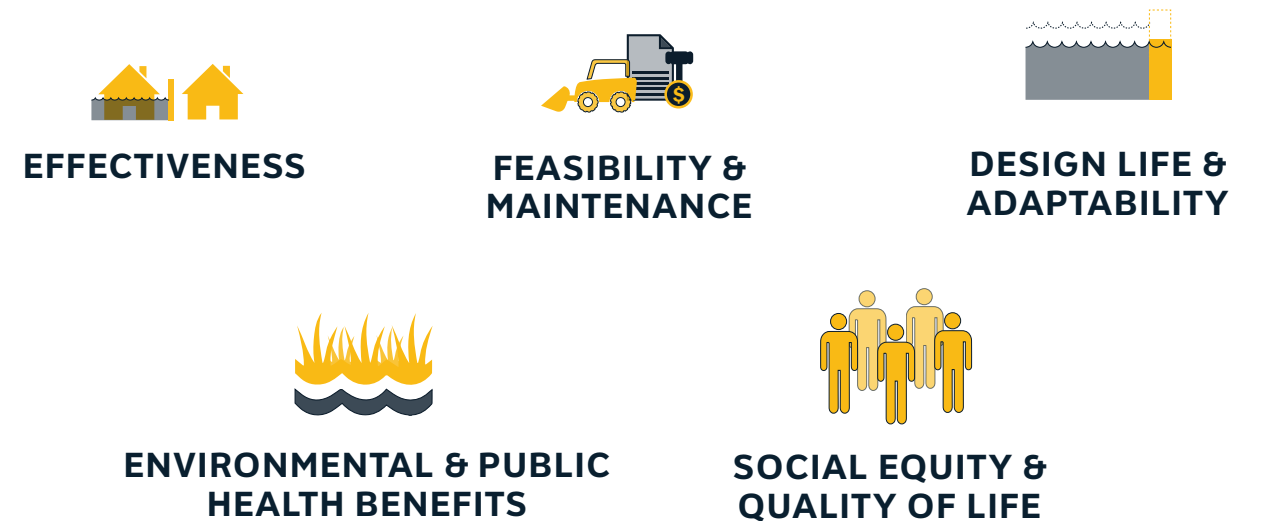 EFFECTIVENESS
FEASIBILITY &
MAINTENANCE
DESIGN LIFE &
ADAPTABILITY
$
ENVIRONMENTAL & PUBLIC
HEALTH BENEFITS
SOCIAL EQUITY &
QUALITY OF LIFE